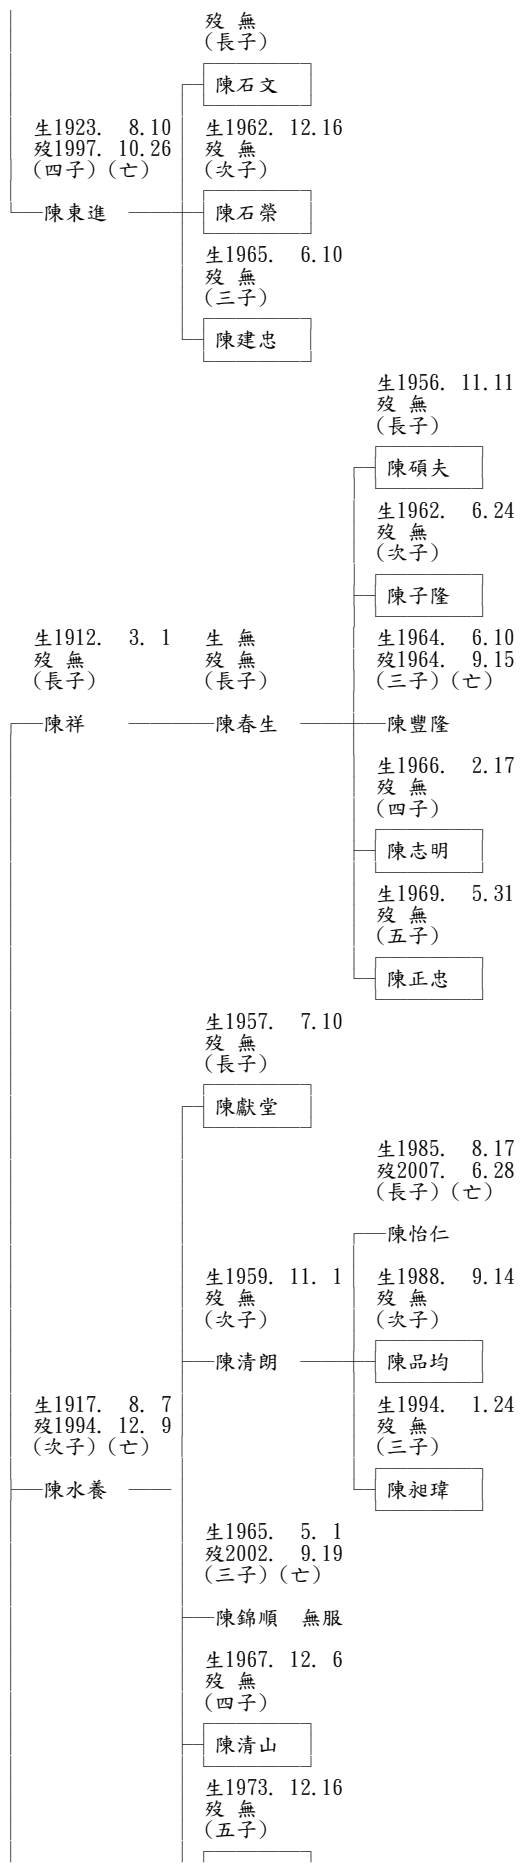 歿 無
(長子)
陳石文
生1923. 8.10 生1962. 12.16
歿1997. 10.26 歿 無
(四子)(亡) (次子)
陳東進 陳石榮
生1965. 6.10
歿 無
(三子)
陳建忠
生1956. 11.11
歿 無
(長子)
陳碩夫
生1962. 6.24
歿 無
(次子)
陳子隆
生1912. 3. 1 生 無 生1964. 6.10
歿 無 歿 無 歿1964. 9.15
(長子) (長子) (三子)(亡)
陳祥 陳春生 陳豐隆
生1966. 2.17
歿 無
(四子)
陳志明
生1969. 5.31
歿 無
(五子)
陳正忠
生1957. 7.10
歿 無
(長子)
陳獻堂
生1985. 8.17
歿2007. 6.28
(長子)(亡)
陳怡仁
生1959. 11. 1 生1988. 9.14
歿 無 歿 無
(次子) (次子)
陳清朗 陳品均
生1917. 8. 7 生1994. 1.24
歿1994. 12. 9 歿 無
(次子)(亡) (三子)
陳水養 陳昶瑋
生1965. 5. 1
歿2002. 9.19
(三子)(亡)
陳錦順 無服
生1967. 12. 6
歿 無
(四子)
陳清山
生1973. 12.16
歿 無
(五子)